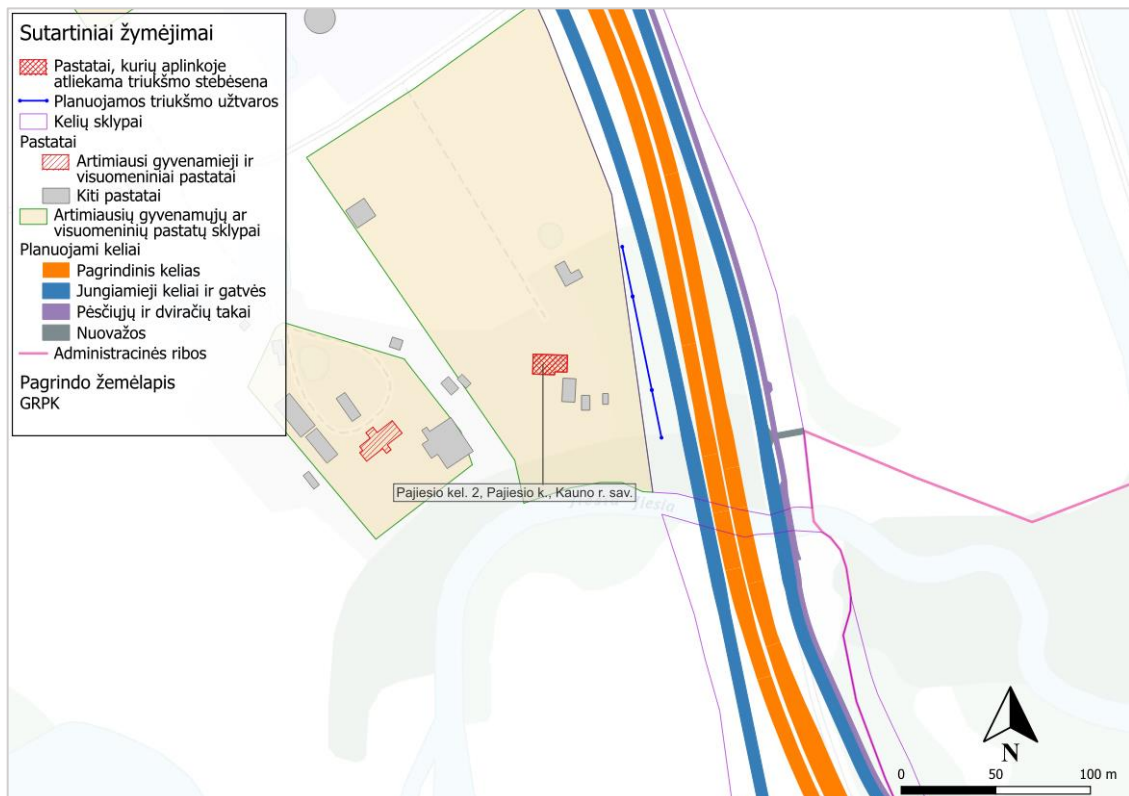 Sutartiniai žymėjimai
Pastatai, kurių aplinkoje
atliekama triukšmo stebėsena
Planuojamos triukšmo užtvaros
Kelių sklypai
Pastatai
Artimiausi gyvenamieji ir
visuomeniniai pastatai
Kiti pastatai
Artimiausių gyvenamųjų ar
visuomeninių pastatų sklypai
Planuojami keliai
Pagrindinis kelias
Jungiamieji keliai ir gatvės
Pėsčiųjų ir dviračių takai
Nuovažos
Administracinės ribos
Pagrindo žemėlapis
GRPK
Pajiesio kel. 2, Pajiesio k., Kauno r. sav.
Jiesia
N
0 50 100 m